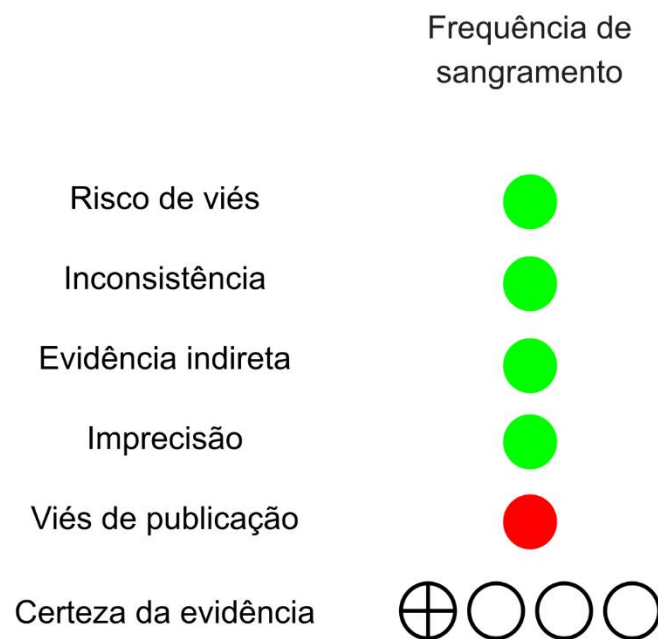 Frequência de
sangramento
Risco de viés
Inconsistência
Evidência indireta
Imprecisão
Viés de publicação
Certeza da evidência